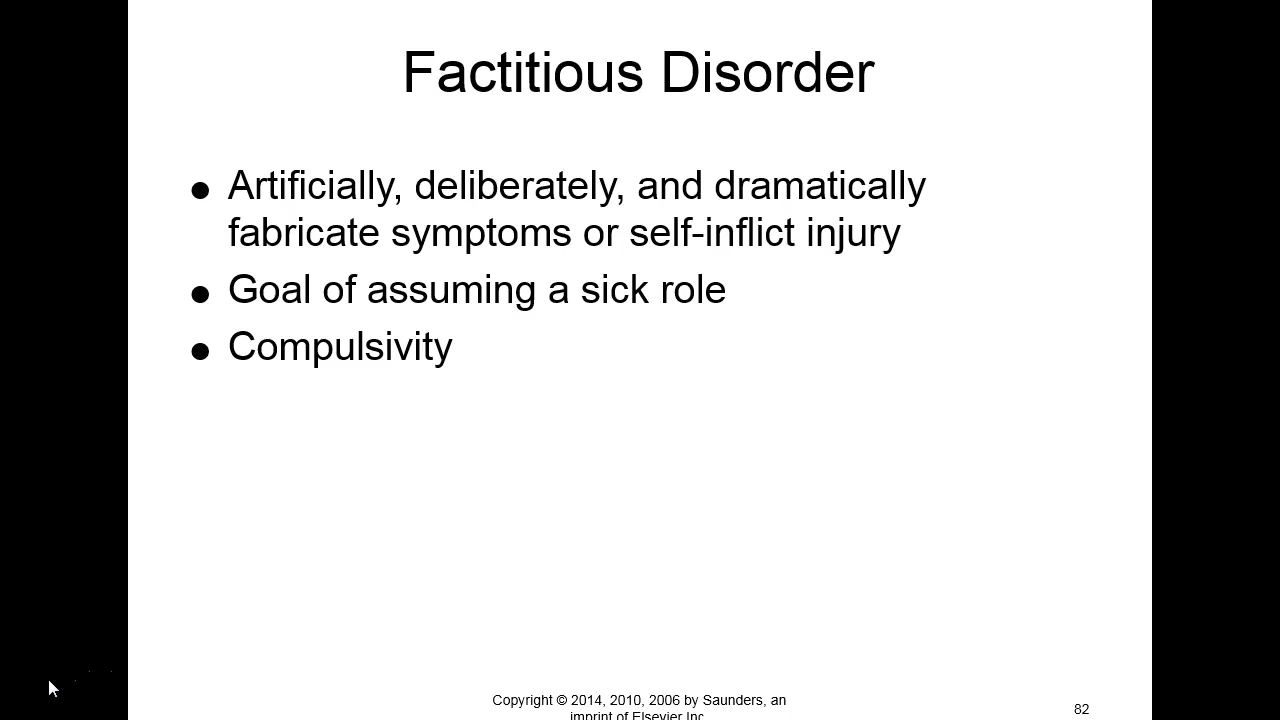 Factitious Disorder
● Artificially, deliberately, and dramatically
fabricate symptoms or self-inflict injury
● Goal of assuming a sick role
● Compulsivity
Copyright © 2014, 2010, 2006 by Saunders, an
imprint of Elsevier Inc
82